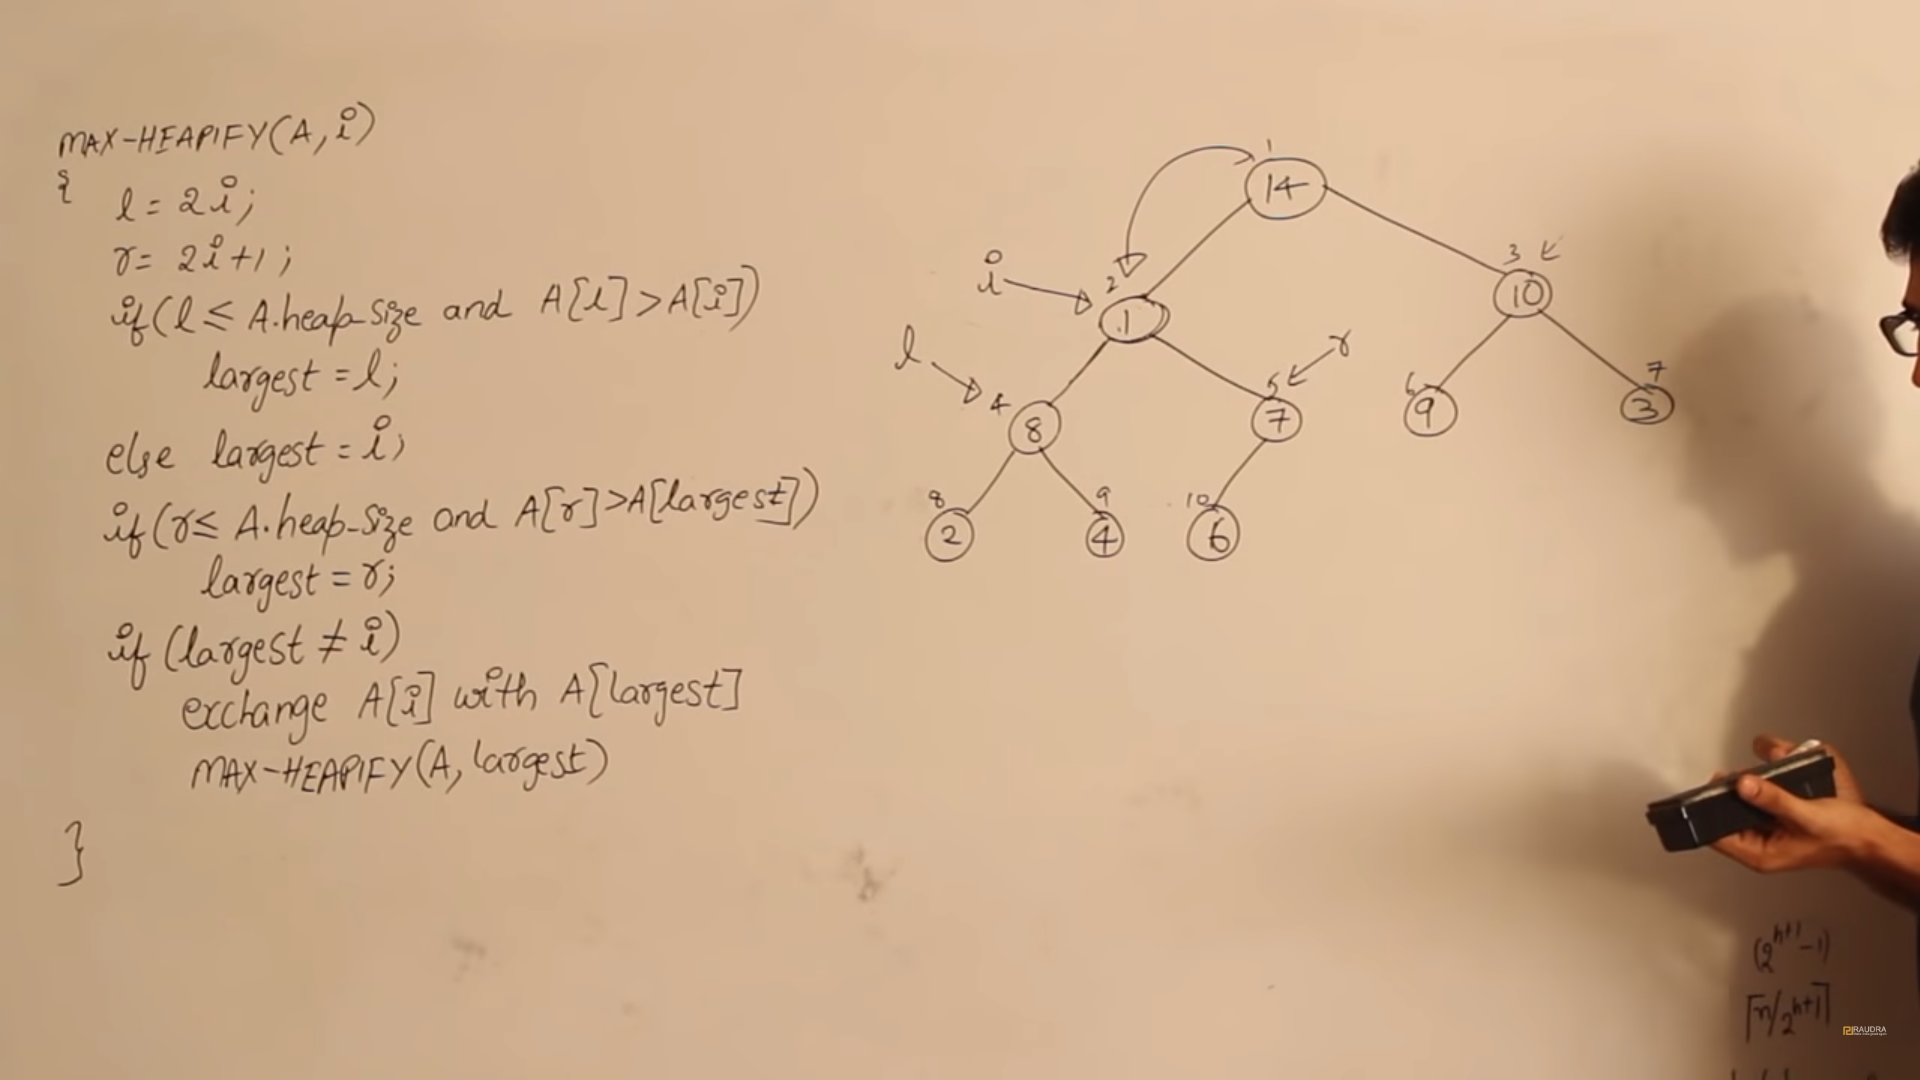 MAX-HEAPIFY(A, i)
{
l = 2i;
r = 2i+1;
if(l ≤ A.heap-size and A[l] > A[i])
largest = l;
else largest = i;
if(r ≤ A.heap-size and A[r] > A[largest])
largest = r;
if (largest ≠ i)
exchange A[i] with A[largest]
MAX-HEAPIFY(A, largest)
}
1
14
i
2
1
3
10
l
4
8
r
5
7
6
9
7
3
8
2
9
4
10
6
(2^{h+1} - 1)
⌈n/2^{h+1}⌉
RAUDRA